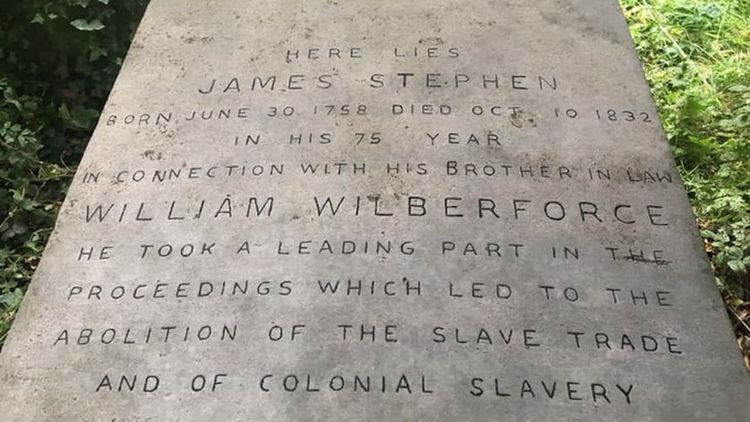 HERE LIES
JAMES STEPHEN
BORN JUNE 30. 1758 DIED OCT. 10 1832
IN HIS 75 YEAR
IN CONNECTION WITH HIS BROTHER IN LAW
WILLIAM WILBERFORCE
HE TOOK A LEADING PART IN THE
PROCEEDINGS WHICH LED TO THE
ABOLITION OF THE SLAVE TRADE
AND OF COLONIAL SLAVERY